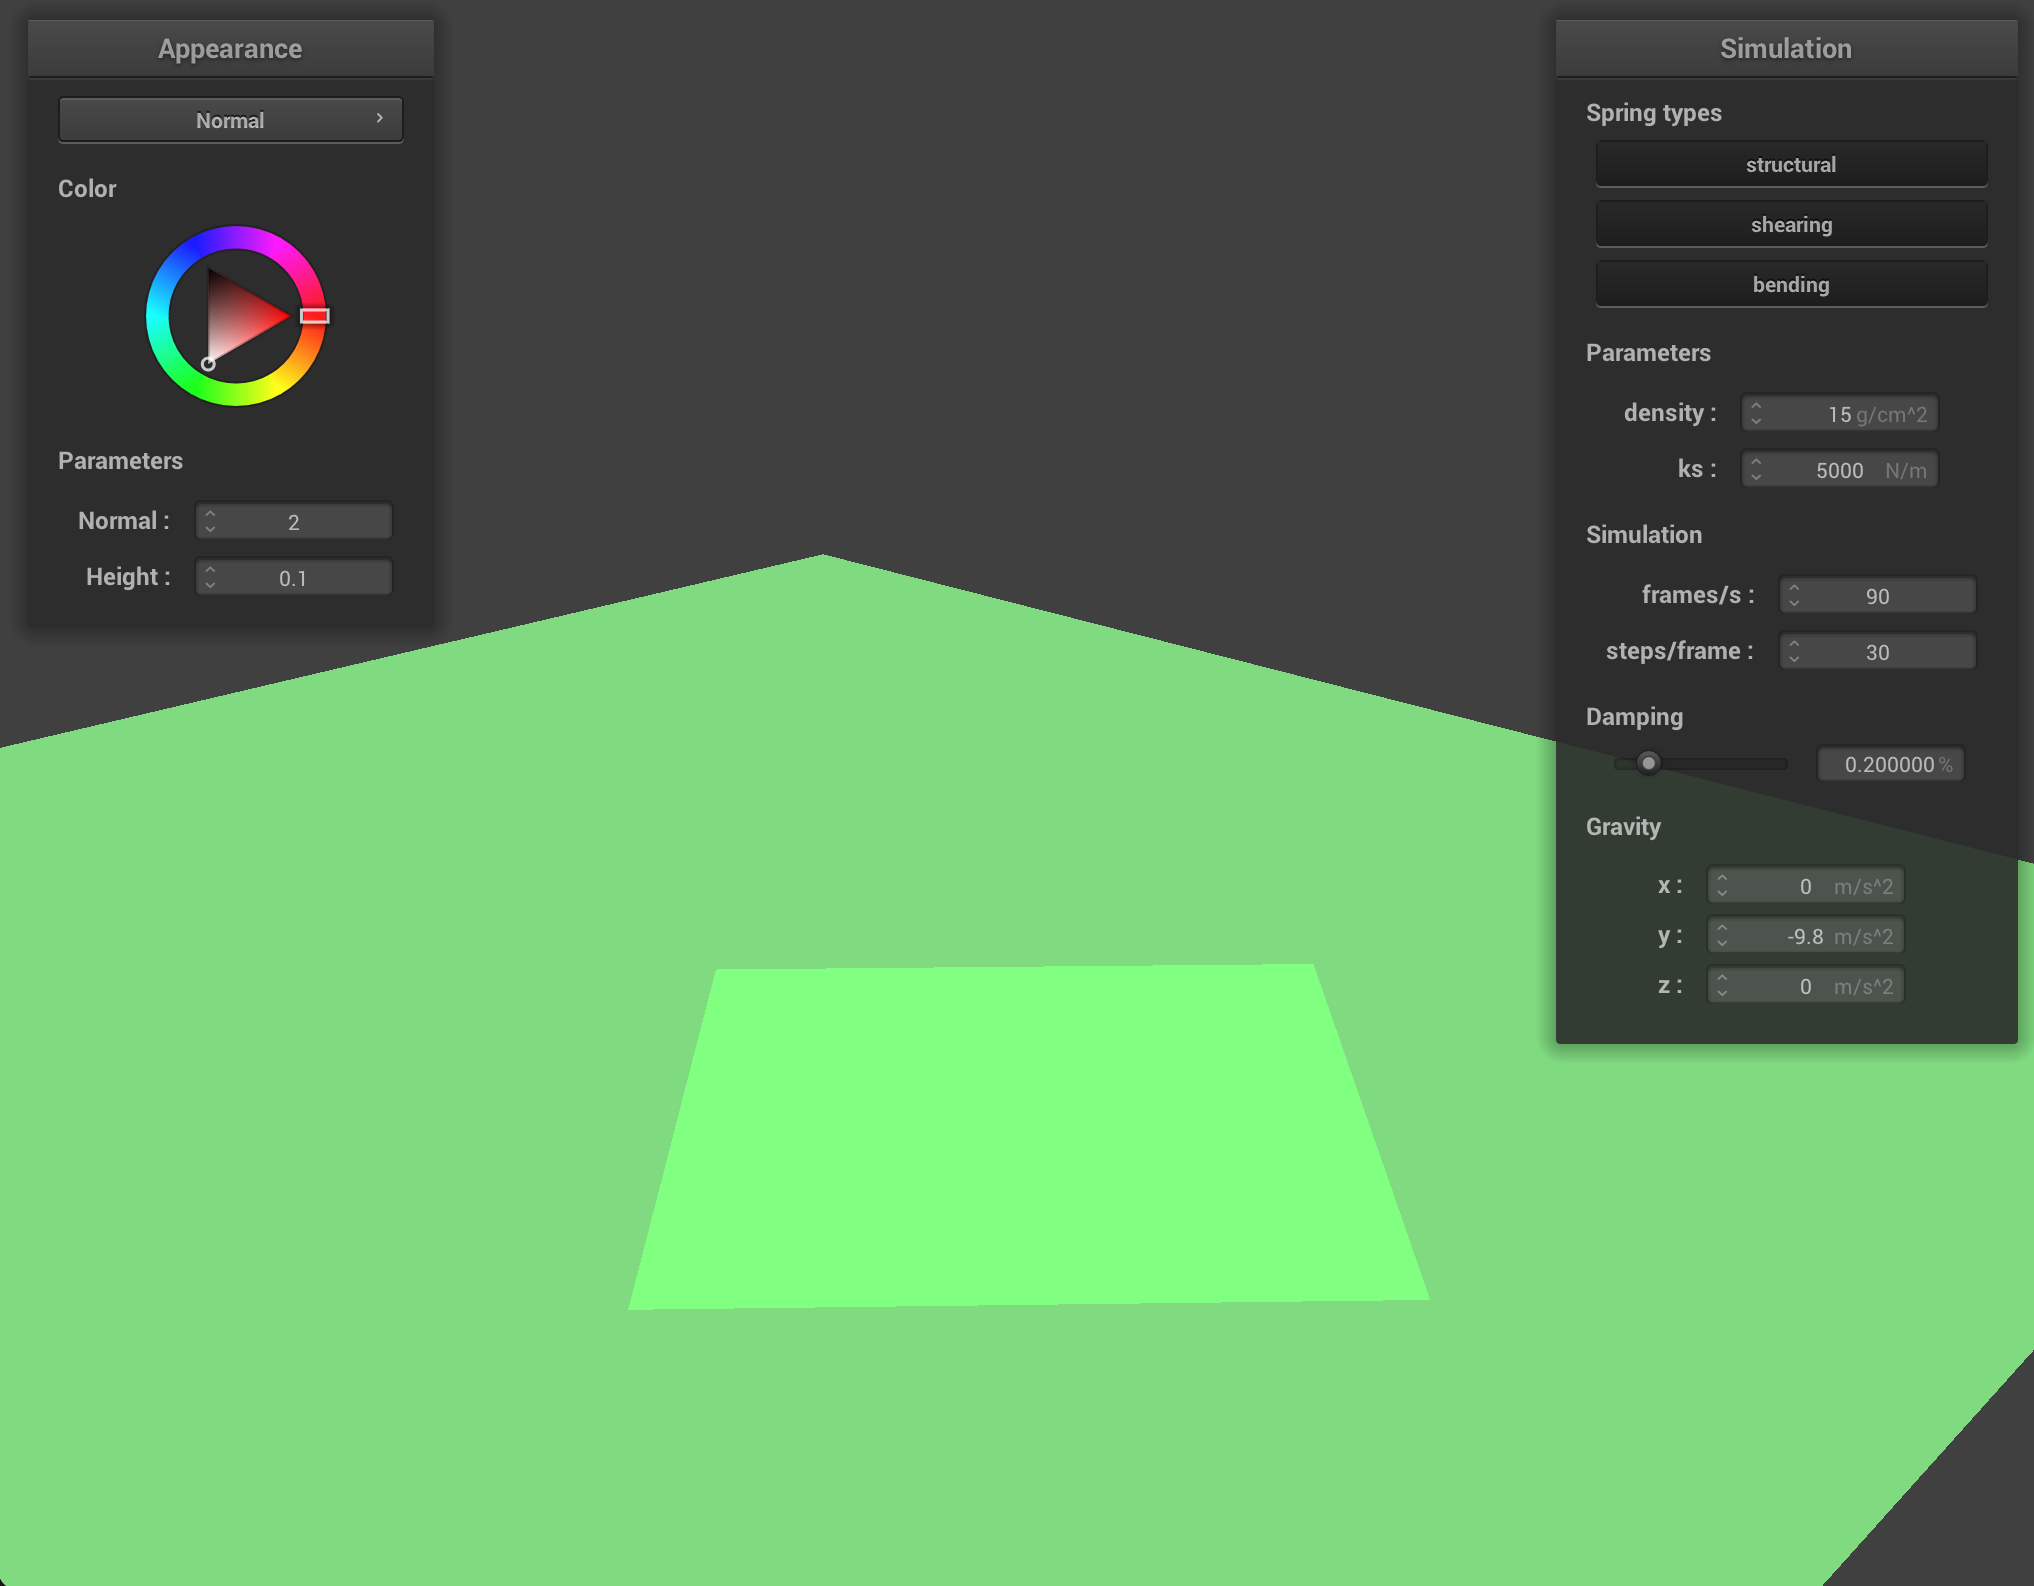 Appearance
Normal
Color
Parameters
Normal : 2
Height : 0.1
Simulation
Spring types
structural
shearing
bending
Parameters
density : 15 g/cm^2
ks : 5000 N/m
Simulation
frames/s : 90
steps/frame : 30
Damping
0.200000 %
Gravity
x : 0 m/s^2
y : -9.8 m/s^2
z : 0 m/s^2